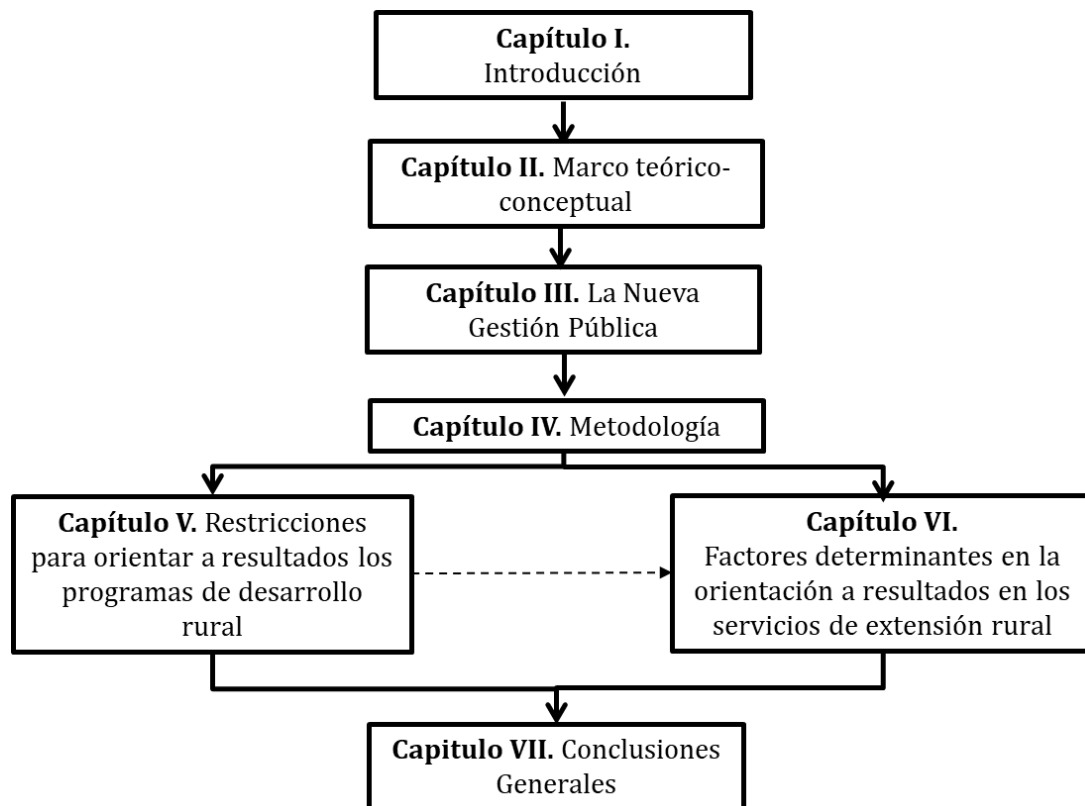 Capítulo I.
Introducción
Capítulo II. Marco teórico-
conceptual
Capítulo III. La Nueva
Gestión Pública
Capítulo IV. Metodología
Capítulo V. Restricciones
para orientar a resultados los
programas de desarrollo
rural
Capítulo VI.
Factores determinantes en la
orientación a resultados en los
servicios de extensión rural
Capitulo VII. Conclusiones
Generales